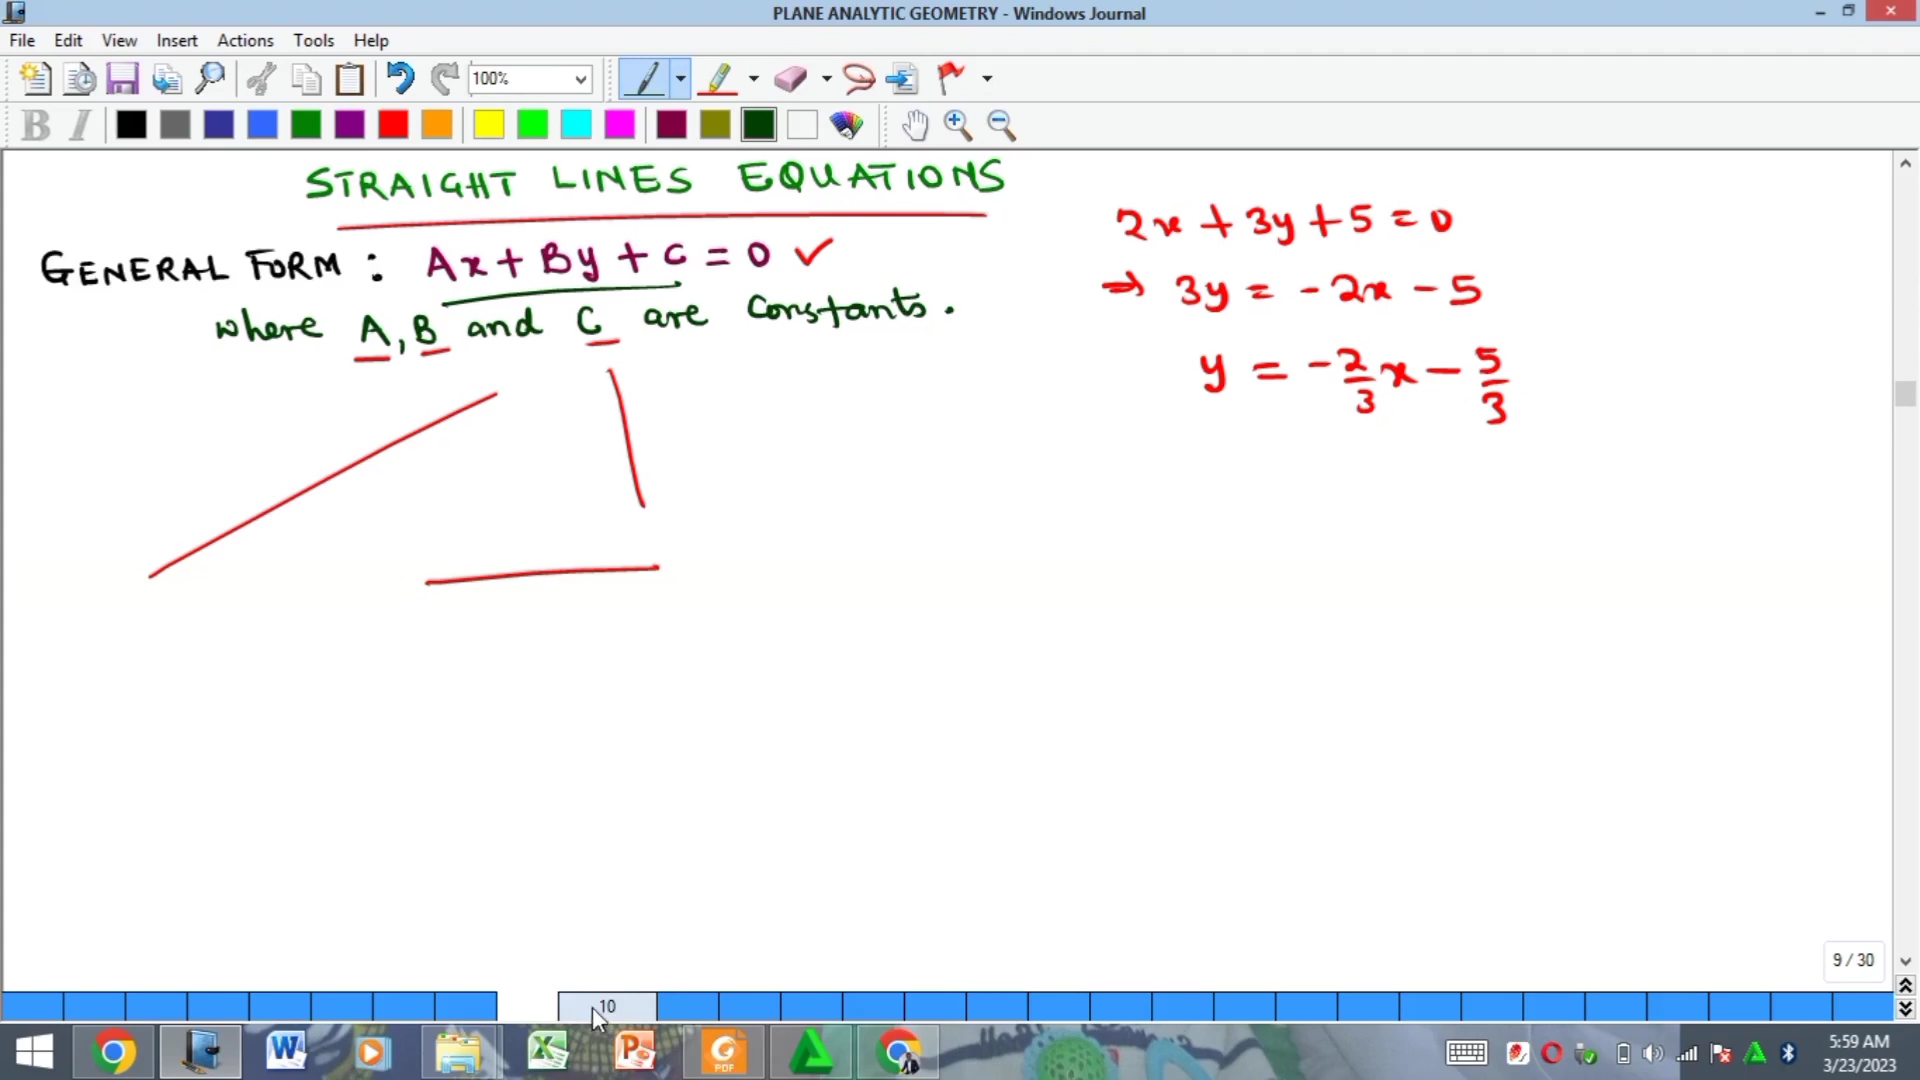 PLANE ANALYTIC GEOMETRY - Windows Journal
File Edit View Insert Actions Tools Help
100%
B I
STRAIGHT LINES EQUATIONS
GENERAL FORM : Ax + By + C = 0 ✓
where A, B and C are constants.
2x + 3y + 5 = 0
⇒ 3y = -2x - 5
y = -2/3 x - 5/3
9 / 30
10
5:59 AM
3/23/2023